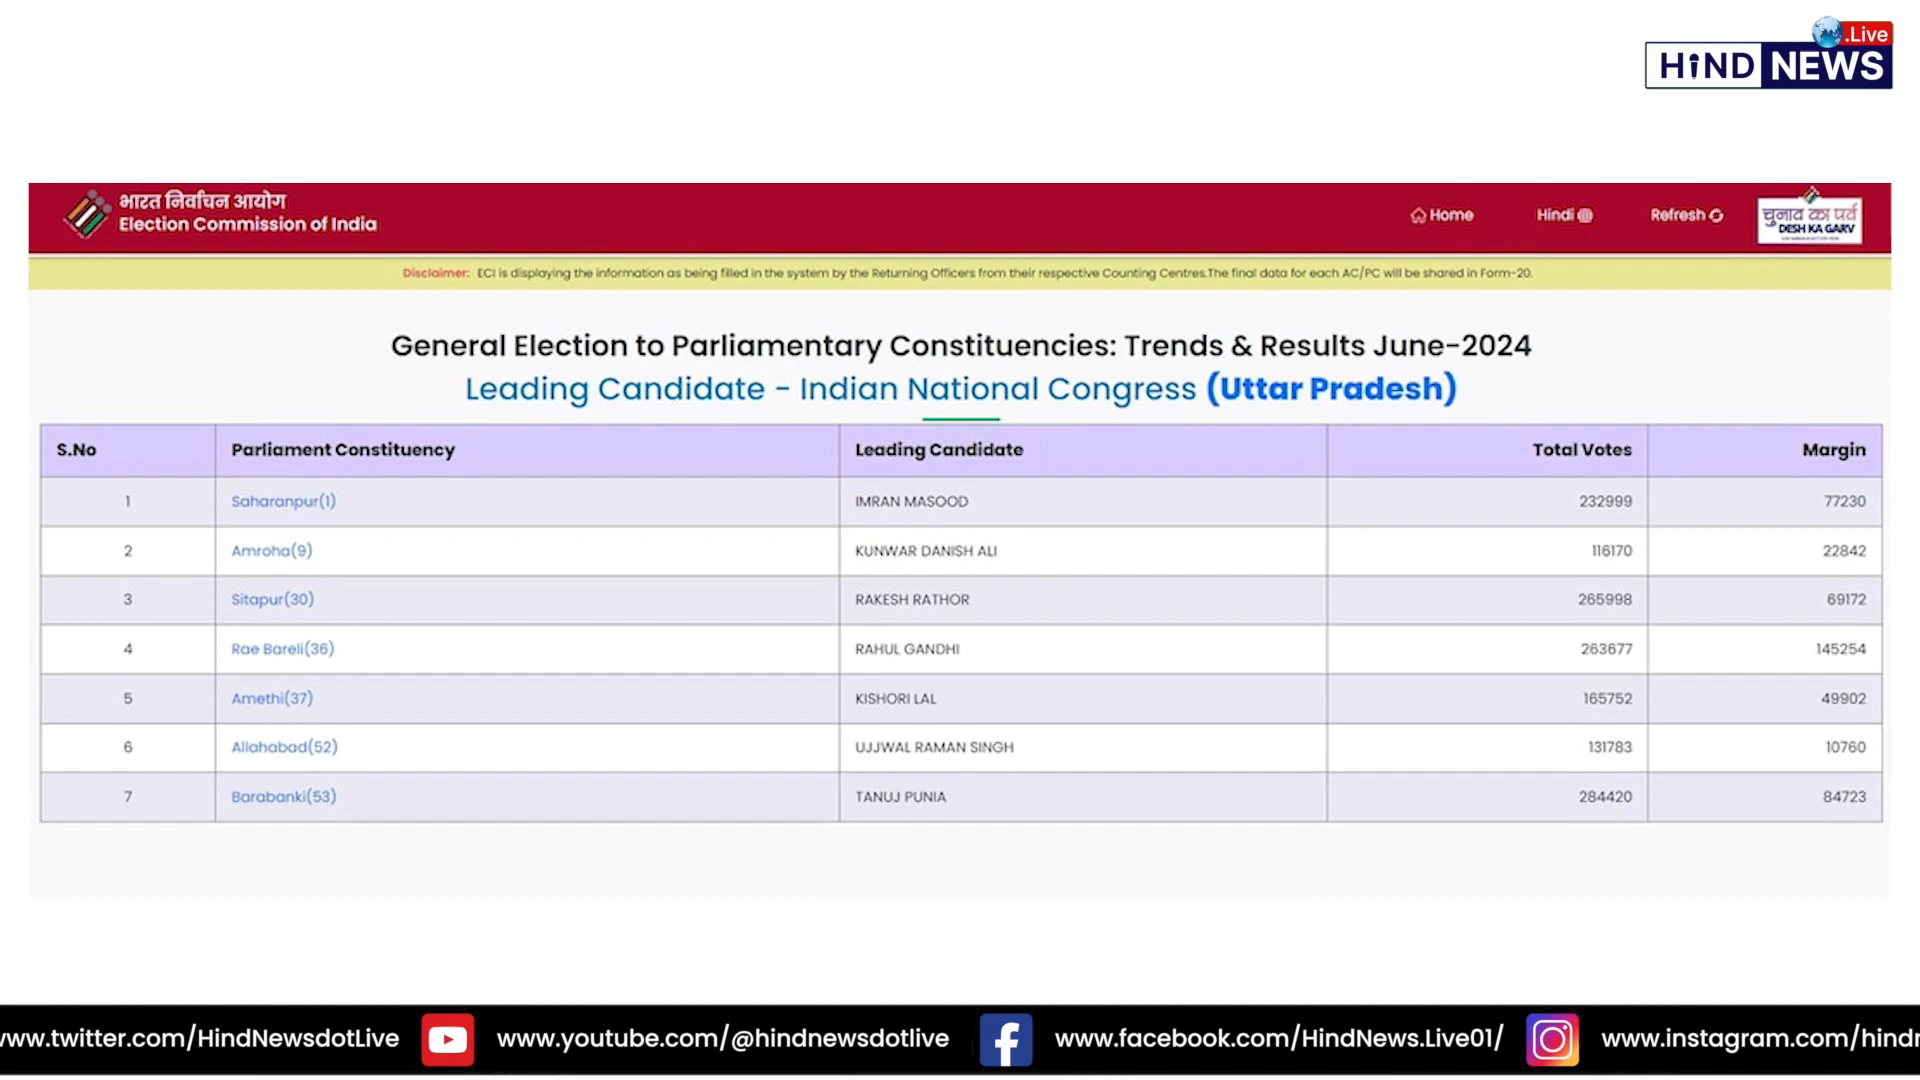 .Live
HIND NEWS
भारत निर्वाचन आयोग
Election Commission of India
Home
Hindi
Refresh
चुनाव का पर्व
DESH KA GARV
Disclaimer: ECI is displaying the information as being filled in the system by the Returning Officers from their respective Counting Centres.The final data for each AC/PC will be shared in Form-20.
General Election to Parliamentary Constituencies: Trends & Results June-2024
Leading Candidate - Indian National Congress (Uttar Pradesh)
S.No Parliament Constituency Leading Candidate Total Votes Margin
1 Saharanpur(1) IMRAN MASOOD 232999 77230
2 Amroha(9) KUNWAR DANISH ALI 116170 22842
3 Sitapur(30) RAKESH RATHOR 265998 69172
4 Rae Bareli(36) RAHUL GANDHI 263677 145254
5 Amethi(37) KISHORI LAL 165752 49902
6 Allahabad(52) UJJWAL RAMAN SINGH 131783 10760
7 Barabanki(53) TANUJ PUNIA 284420 84723
www.twitter.com/HindNewsdotLive www.youtube.com/@hindnewsdotlive www.facebook.com/HindNews.Live01/ www.instagram.com/hind